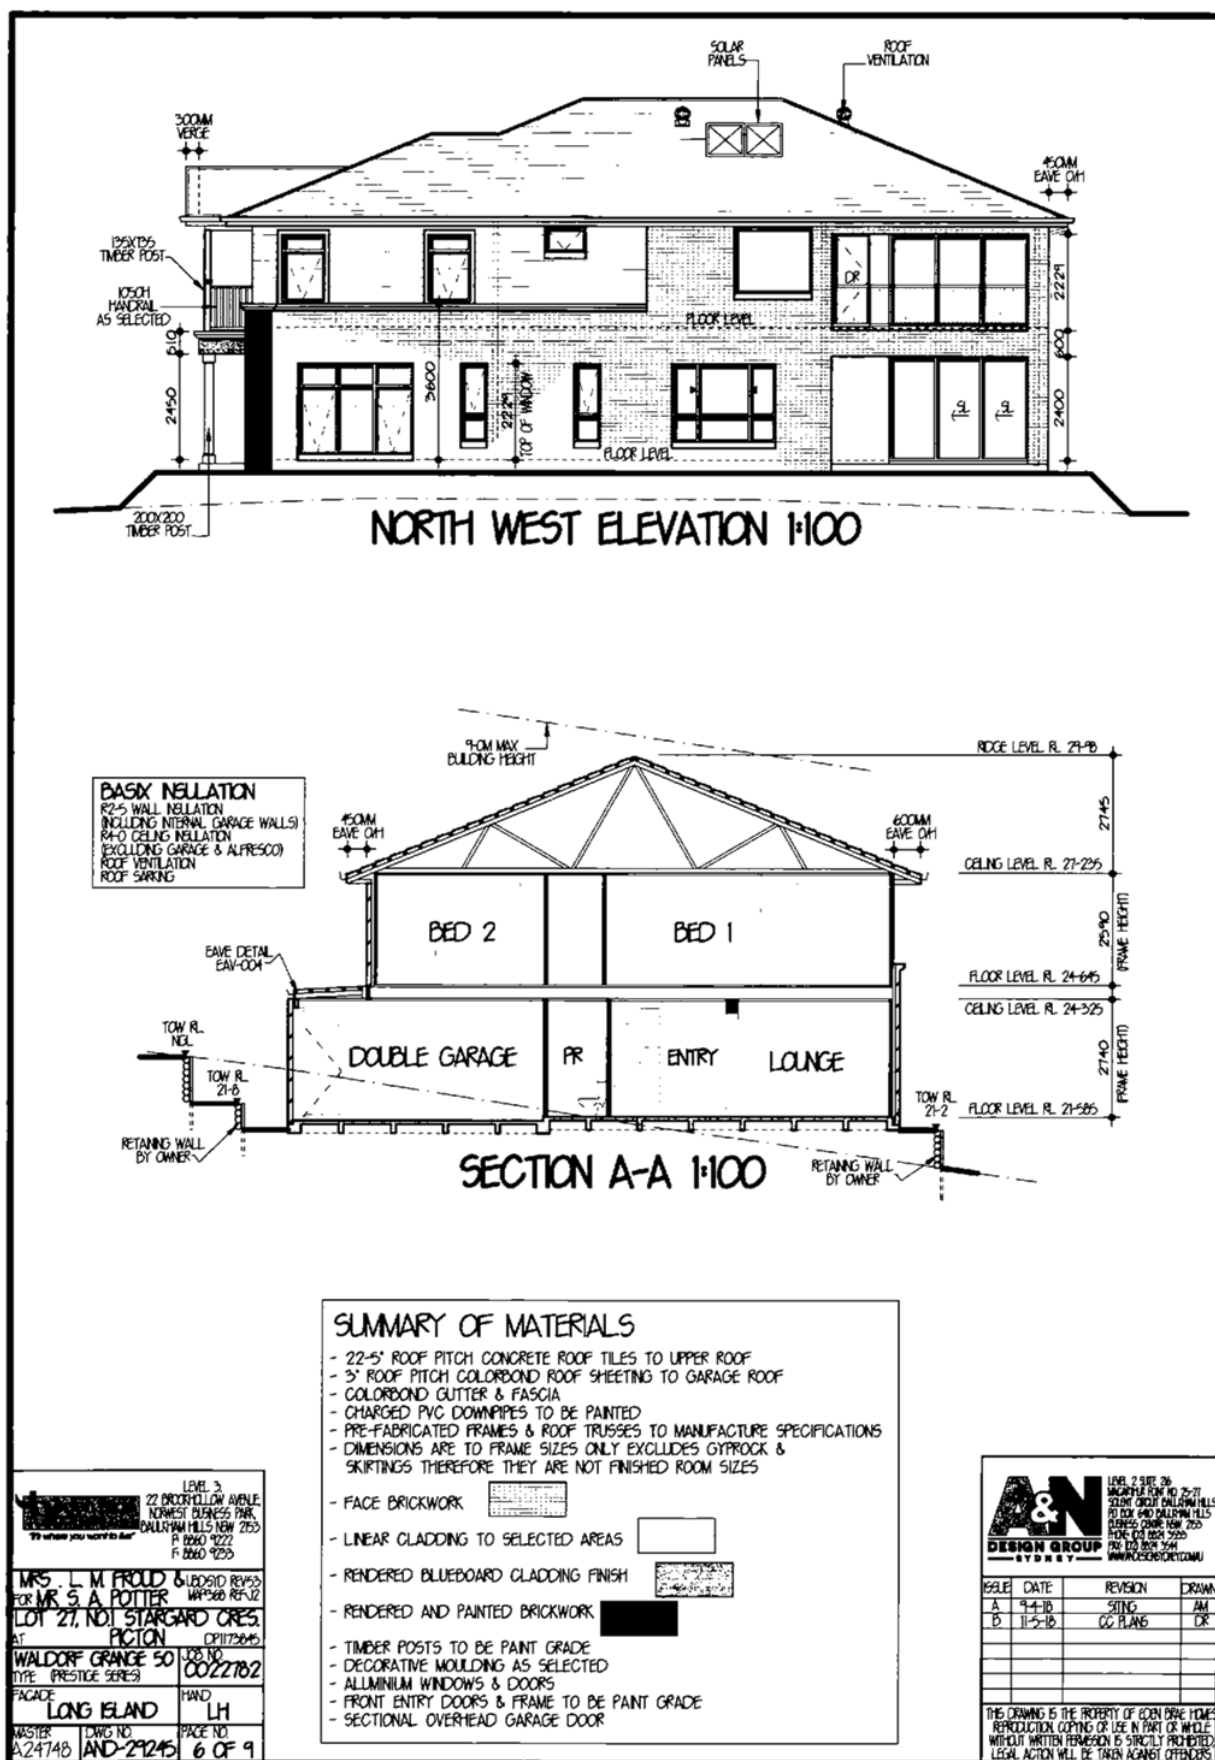 SOLAR
PANELS
ROOF
VENTILATION
300MM
VERGE
450MM
EAVE O/H
135X135
TIMBER POST
1050H
HANDRAIL
AS SELECTED
DR
FLOOR LEVEL
2229
600
2400
510
2450
3600
2229
TOP OF WINDOW
FLOOR LEVEL
SL
SL
200X200
TIMBER POST
NORTH WEST ELEVATION 1:100
9.0M MAX
BUILDING HEIGHT
RIDGE LEVEL RL 29.98
BASIX INSULATION
R2.5 WALL INSULATION
(INCLUDING INTERNAL GARAGE WALLS)
R4.0 CEILING INSULATION
(EXCLUDING GARAGE & ALFRESCO)
ROOF VENTILATION
ROOF SARKING
450MM
EAVE O/H
600MM
EAVE O/H
2745
CEILING LEVEL RL 27.235
BED 2
BED 1
2590
(FRAME HEIGHT)
EAVE DETAIL
EAV-004
FLOOR LEVEL RL 24.645
CEILING LEVEL RL 24.325
TOW RL
NGL
DOUBLE GARAGE
PR
ENTRY
LOUNGE
2740
(FRAME HEIGHT)
TOW RL
21.8
TOW RL
21.2
FLOOR LEVEL RL 21.585
RETAINING WALL
BY OWNER
SECTION A-A 1:100
RETAINING WALL
BY OWNER
SUMMARY OF MATERIALS
- 22.5° ROOF PITCH CONCRETE ROOF TILES TO UPPER ROOF
- 3° ROOF PITCH COLORBOND ROOF SHEETING TO GARAGE ROOF
- COLORBOND GUTTER & FASCIA
- CHARGED PVC DOWNPIPES TO BE PAINTED
- PRE-FABRICATED FRAMES & ROOF TRUSSES TO MANUFACTURE SPECIFICATIONS
- DIMENSIONS ARE TO FRAME SIZES ONLY EXCLUDES GYPROCK &
SKIRTINGS THEREFORE THEY ARE NOT FINISHED ROOM SIZES
- FACE BRICKWORK
- LINEAR CLADDING TO SELECTED AREAS
- RENDERED BLUEBOARD CLADDING FINISH
- RENDERED AND PAINTED BRICKWORK
- TIMBER POSTS TO BE PAINT GRADE
- DECORATIVE MOULDING AS SELECTED
- ALUMINIUM WINDOWS & DOORS
- FRONT ENTRY DOORS & FRAME TO BE PAINT GRADE
- SECTIONAL OVERHEAD GARAGE DOOR
LEVEL 3,
22 BROOKHOLLOW AVENUE,
NORWEST BUSINESS PARK,
BAULKHAM HILLS NSW 2153
P: 8860 9222
F: 8860 9233
MRS. L. M FROUD &
FOR MR S. A. POTTER
LOT 27, NO.1 STARGARD CRES.
AT PICTON DP1173645
WALDORF GRANGE 50
TYPE (PRESTIGE SERIES)
JOB NO.
0022782
FACADE
LONG ISLAND
HAND
LH
MASTER
A24748
DWG NO.
AND-29245
PAGE NO.
6 OF 9
A&N
DESIGN GROUP
SYDNEY
LEVEL 2 SUITE 26
ISSUE DATE REVISION DRAWN
A 9-4-18 SITING AM
B 11-5-18 CC PLANS DR
THIS DRAWING IS THE PROPERTY OF EDEN BRAE HOMES
REPRODUCTION, COPYING OR USE IN PART OR WHOLE
WITHOUT WRITTEN PERMISSION IS STRICTLY PROHIBITED.
LEGAL ACTION WILL BE TAKEN AGAINST OFFENDERS.